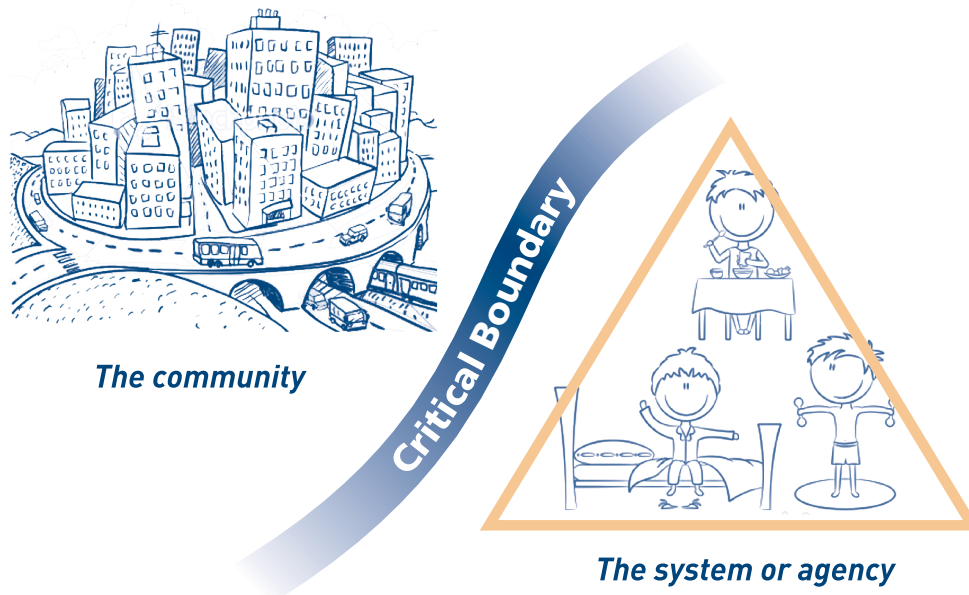 The community
Critical Boundary
The system or agency